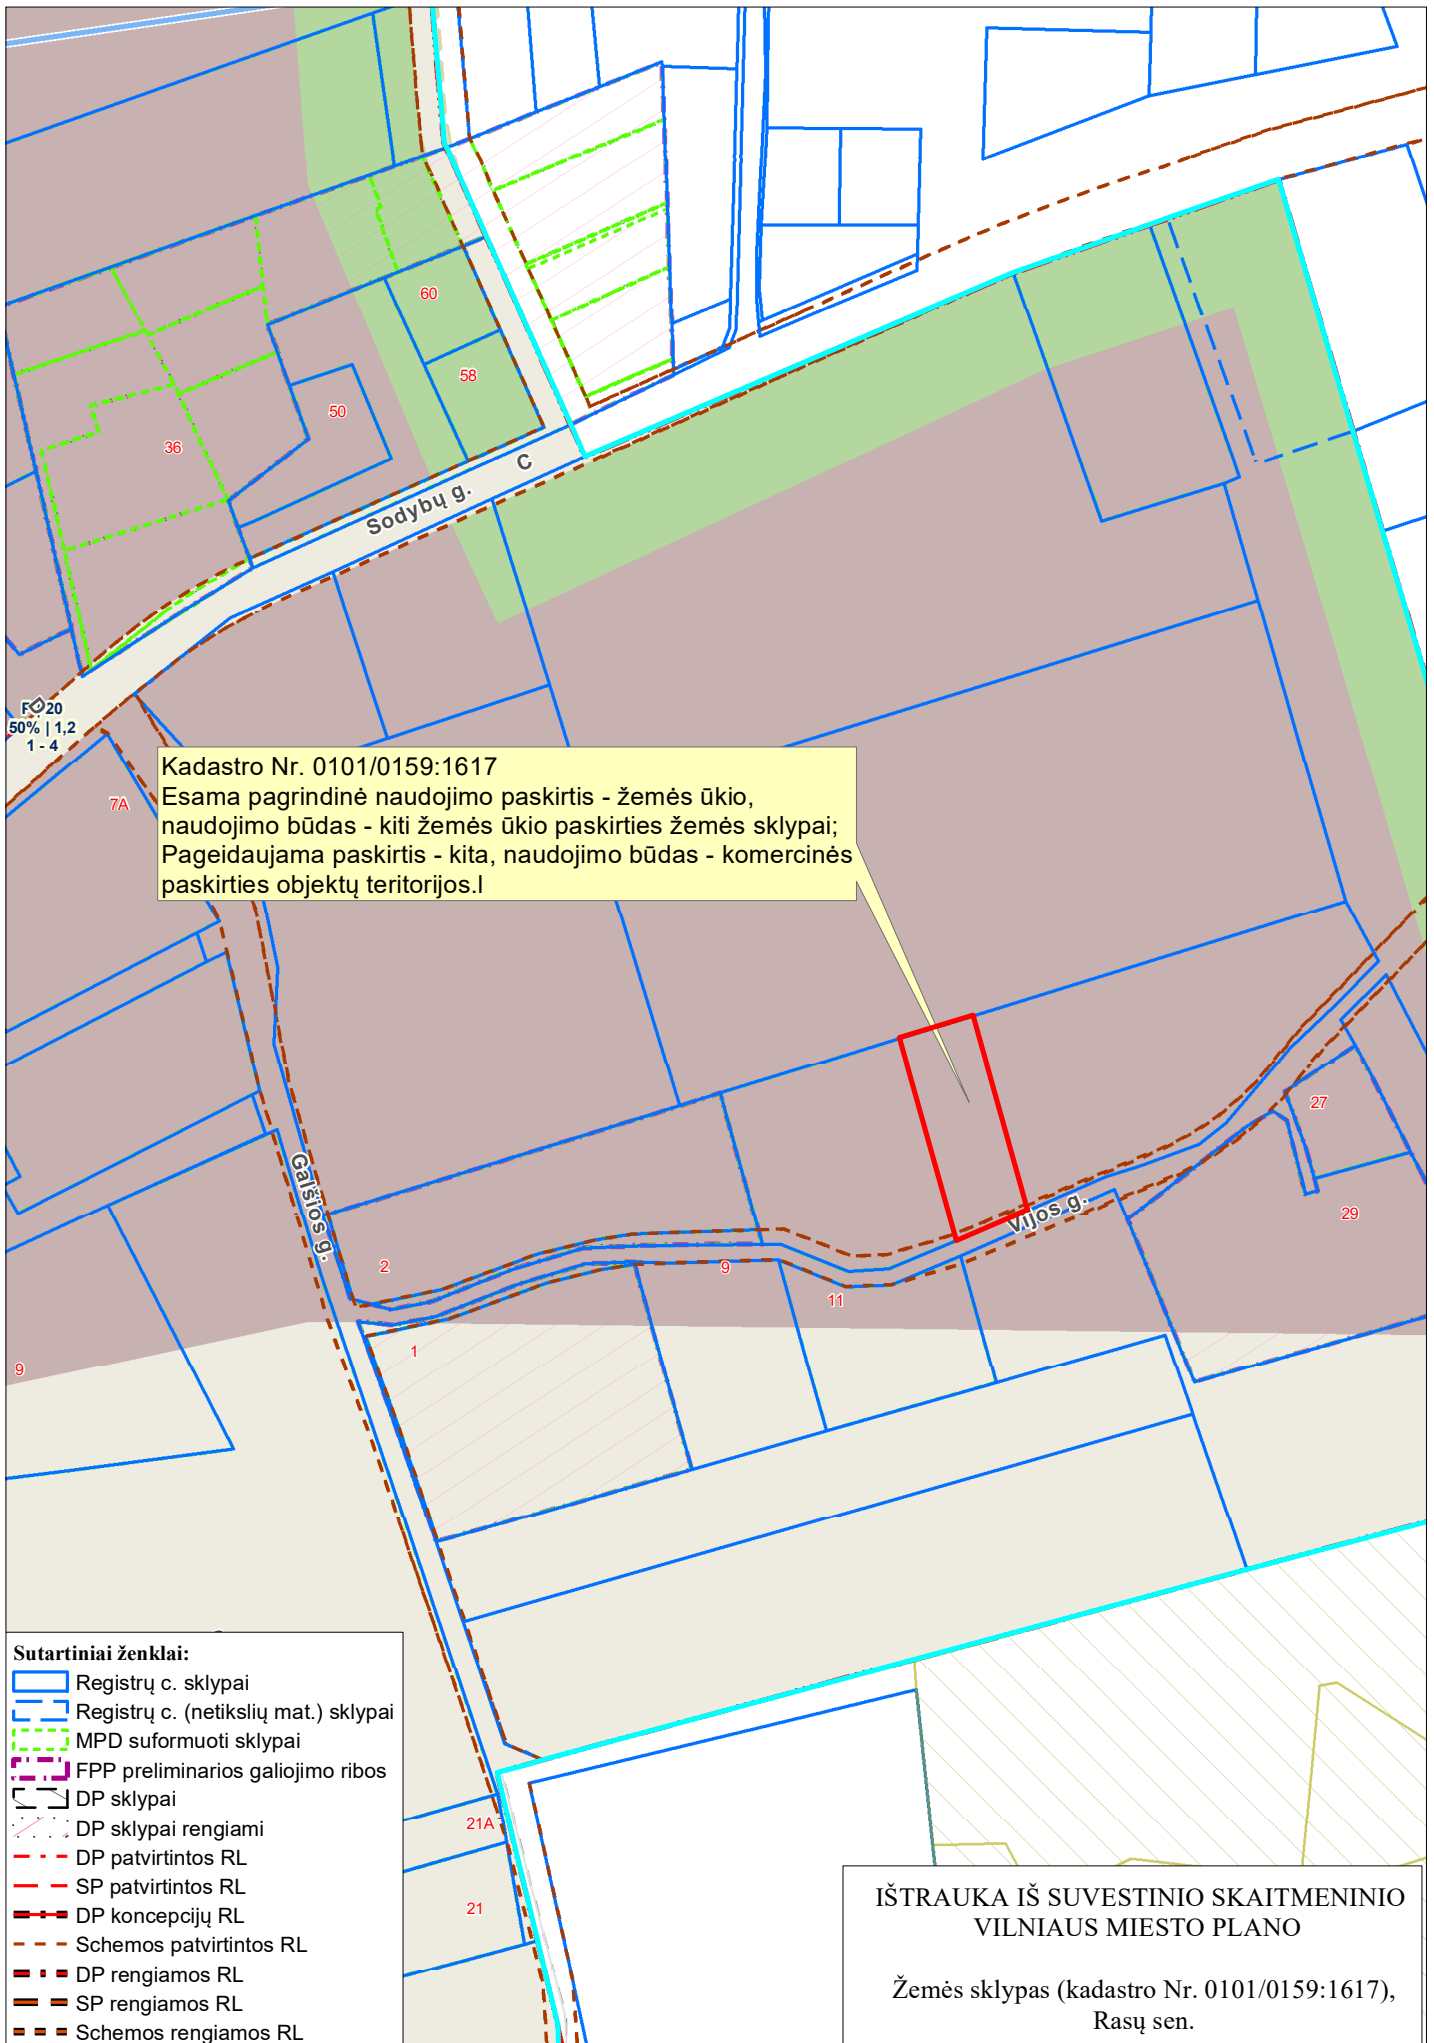 60
58
50
36
C
Sodybų g.
D
20
50% | 1,2
1 - 4
7A
Kadastro Nr. 0101/0159:1617
Esama pagrindinė naudojimo paskirtis - žemės ūkio,
naudojimo būdas - kiti žemės ūkio paskirties žemės sklypai;
Pageidaujama paskirtis - kita, naudojimo būdas - komercinės
paskirties objektų teritorijos.I
27
29
Galšios g.
Vijos g.
2
9
11
1
9
Sutartiniai ženklai:
Registrų c. sklypai
Registrų c. (netikslių mat.) sklypai
MPD suformuoti sklypai
FPP preliminarios galiojimo ribos
DP sklypai
DP sklypai rengiami
DP patvirtintos RL
SP patvirtintos RL
DP koncepcijų RL
Schemos patvirtintos RL
DP rengiamos RL
SP rengiamos RL
Schemos rengiamos RL
21A
21
IŠTRAUKA IŠ SUVESTINIO SKAITMENINIO
VILNIAUS MIESTO PLANO
Žemės sklypas (kadastro Nr. 0101/0159:1617),
Rasų sen.